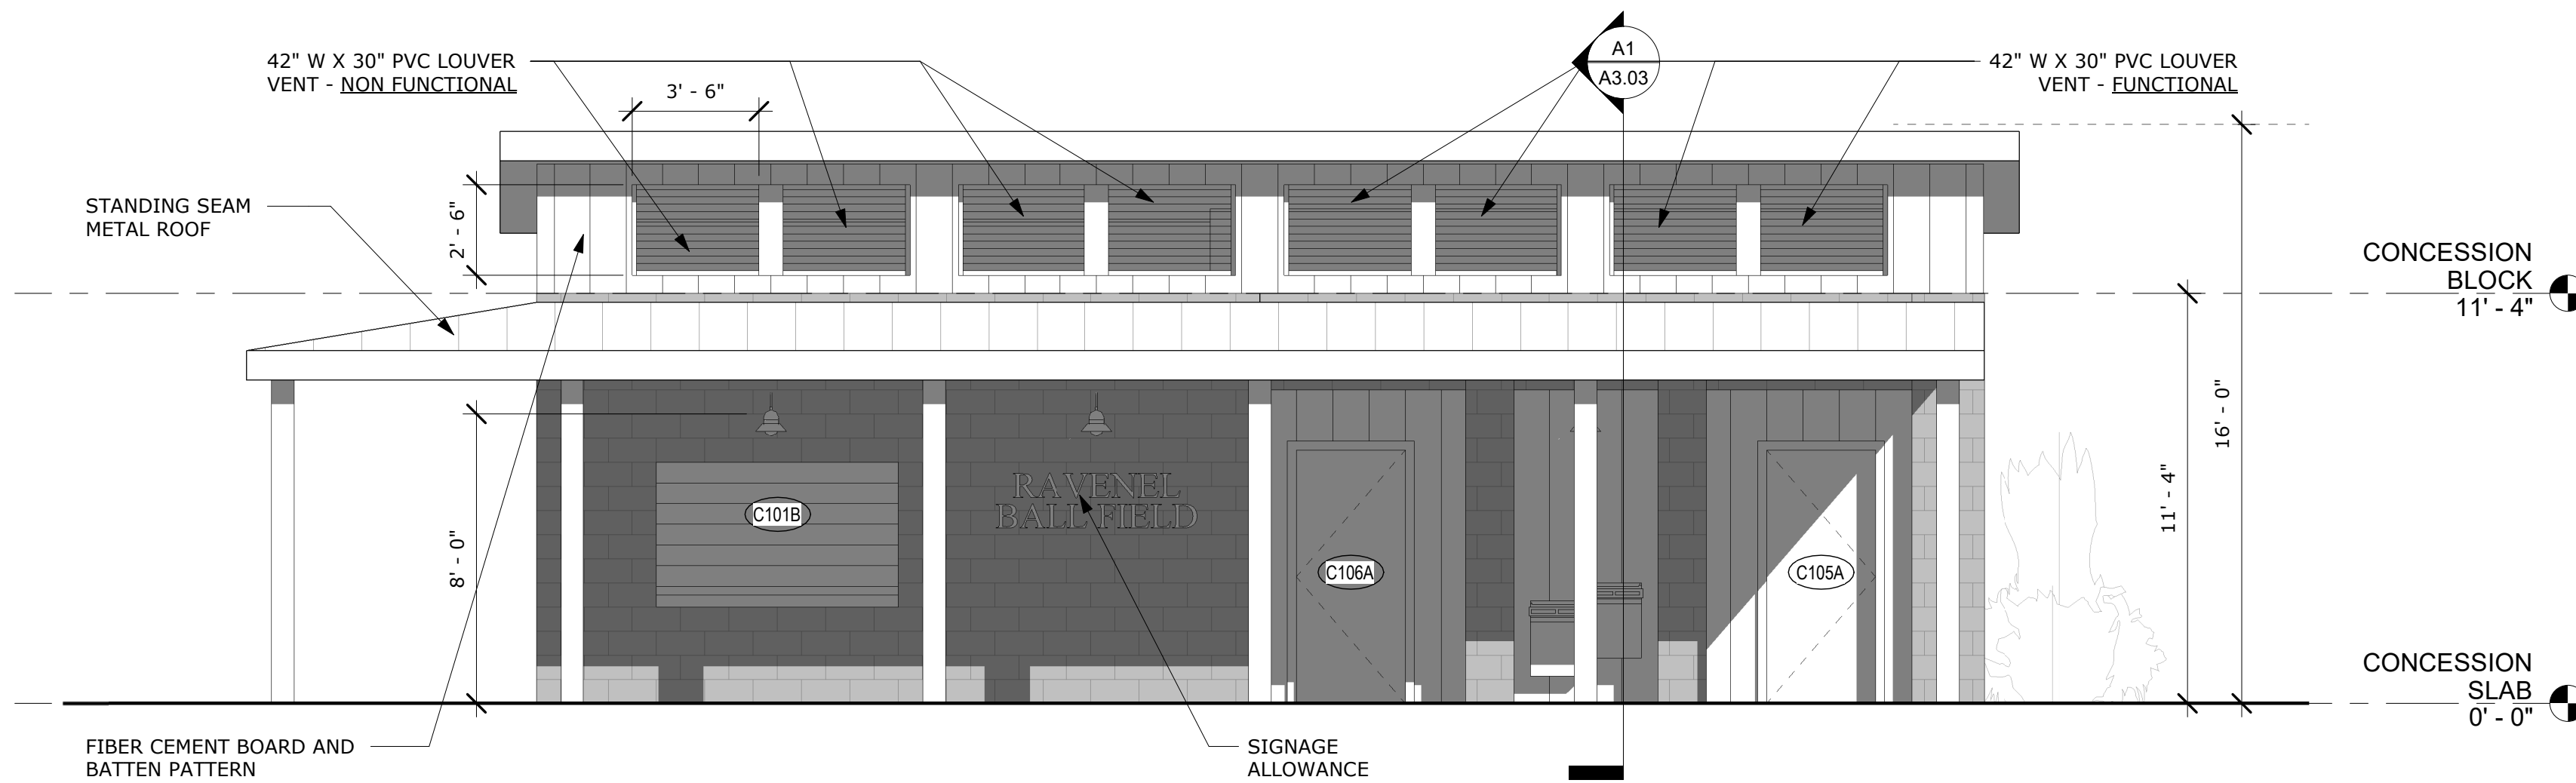 42" W X 30" PVC LOUVER
VENT - NON FUNCTIONAL
3' - 6"
A1
A3.03
42" W X 30" PVC LOUVER
VENT - FUNCTIONAL
STANDING SEAM
METAL ROOF
2' - 6"
CONCESSION
BLOCK
11' - 4"
16' - 0"
11' - 4"
8' - 0"
C101B
RAVENEL
BALL FIELD
C106A
C105A
CONCESSION
SLAB
0' - 0"
FIBER CEMENT BOARD AND
BATTEN PATTERN
SIGNAGE
ALLOWANCE